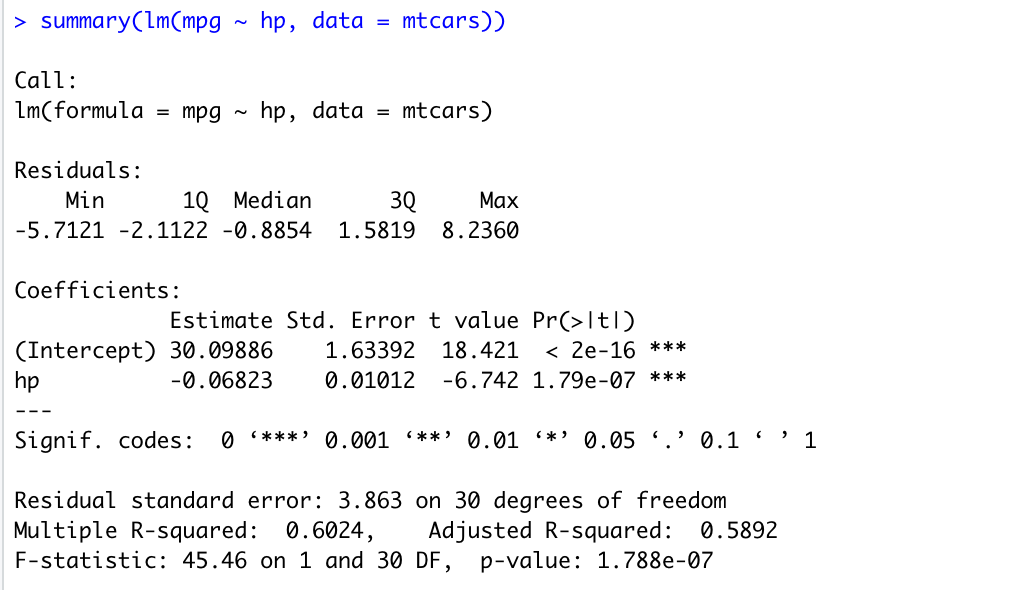 > summary(lm(mpg ~ hp, data = mtcars))
Call:
lm(formula = mpg ~ hp, data = mtcars)
Residuals:
    Min      1Q  Median      3Q     Max
-5.7121 -2.1122 -0.8854  1.5819  8.2360
Coefficients:
            Estimate Std. Error t value Pr(>|t|)
(Intercept) 30.09886    1.63392  18.421  < 2e-16 ***
hp          -0.06823    0.01012  -6.742 1.79e-07 ***
---
Signif. codes:  0 ‘***’ 0.001 ‘**’ 0.01 ‘*’ 0.05 ‘.’ 0.1 ‘ ’ 1
Residual standard error: 3.863 on 30 degrees of freedom
Multiple R-squared:  0.6024,    Adjusted R-squared:  0.5892
F-statistic: 45.46 on 1 and 30 DF,  p-value: 1.788e-07